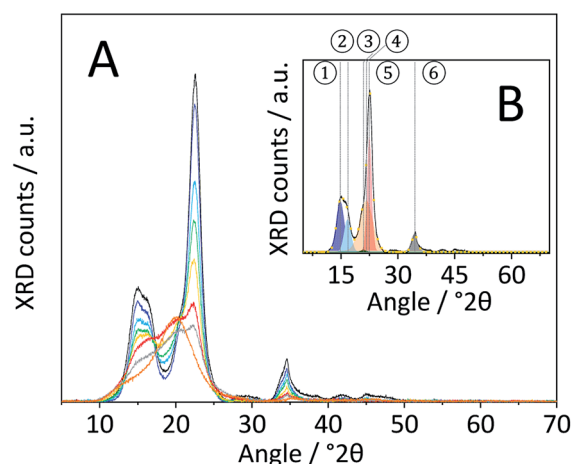 A
XRD counts / a.u.
10 20 30 40 50 60 70
Angle / °2θ
B
② ③ ④
① ⑤ ⑥
XRD counts / a.u.
15 30 45 60
Angle / °2θ